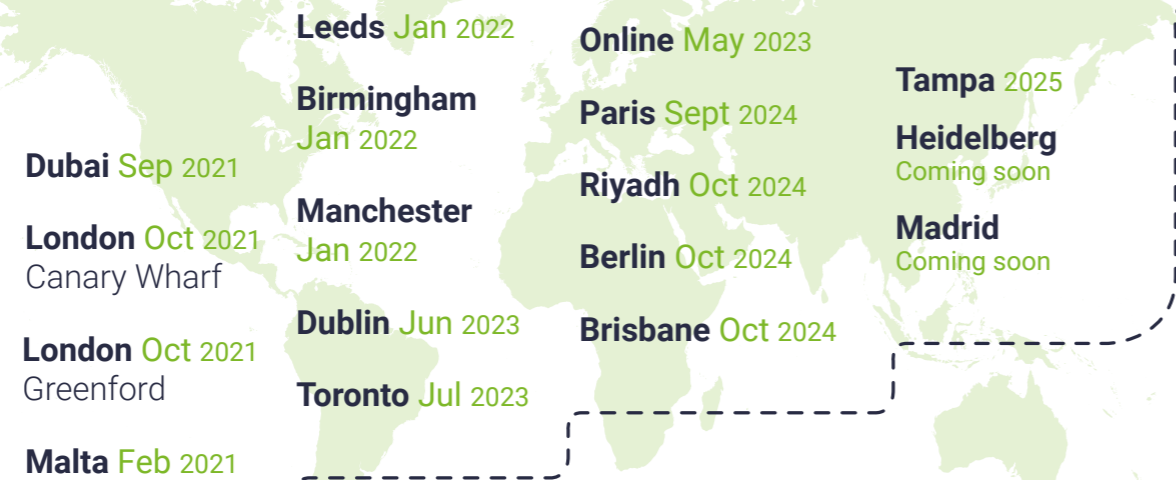 Dubai Sep 2021
London Oct 2021
Canary Wharf
London Oct 2021
Greenford
Malta Feb 2021
Leeds Jan 2022
Birmingham
Jan 2022
Manchester
Jan 2022
Dublin Jun 2023
Toronto Jul 2023
Online May 2023
Paris Sept 2024
Riyadh Oct 2024
Berlin Oct 2024
Brisbane Oct 2024
Tampa 2025
Heidelberg
Coming soon
Madrid
Coming soon